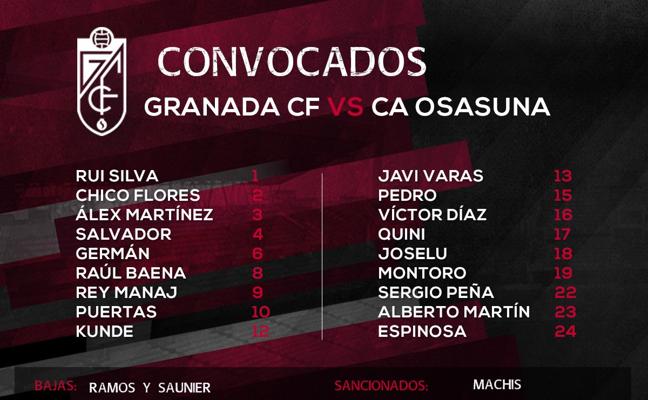 CONVOCADOS
GRANADA CF VS CA OSASUNA
RUI SILVA 1
CHICO FLORES 2
ÁLEX MARTÍNEZ 3
SALVADOR 4
GERMÁN 6
RAÚL BAENA 8
REY MANAJ 9
PUERTAS 10
KUNDE 12
JAVI VARAS 13
PEDRO 15
VÍCTOR DÍAZ 16
QUINI 17
JOSELU 18
MONTORO 19
SERGIO PEÑA 22
ALBERTO MARTÍN 23
ESPINOSA 24
BAJAS: RAMOS Y SAUNIER
SANCIONADOS: MACHIS